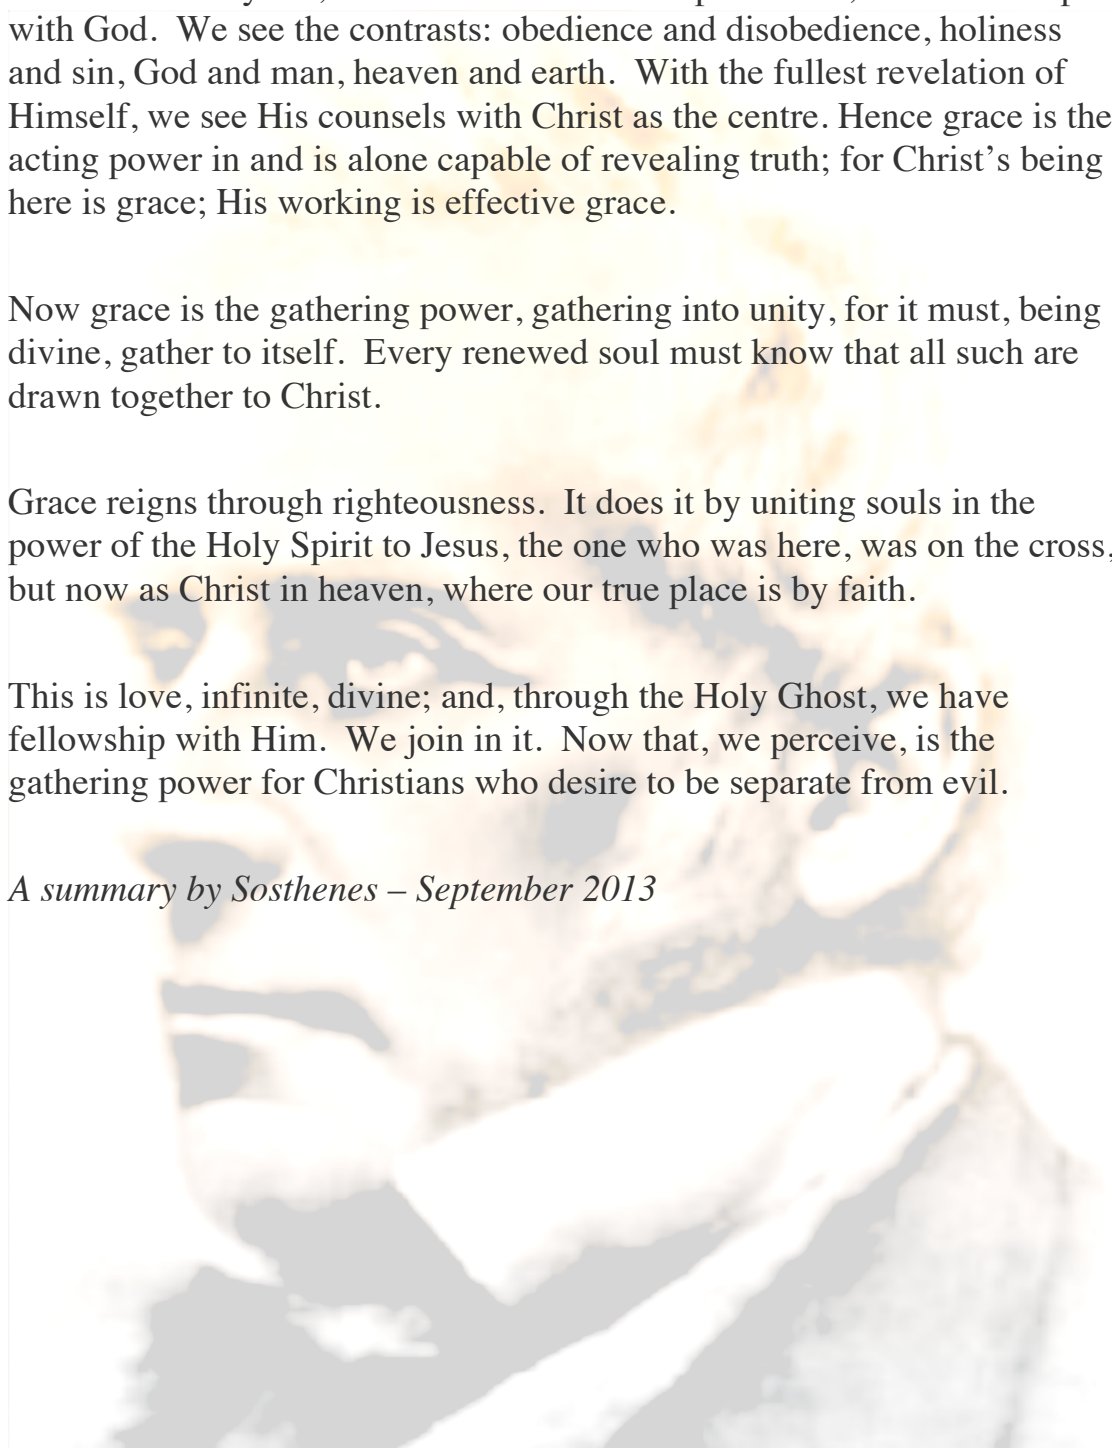 with God.  We see the contrasts: obedience and disobedience, holiness
and sin, God and man, heaven and earth.  With the fullest revelation of
Himself, we see His counsels with Christ as the centre. Hence grace is the
acting power in and is alone capable of revealing truth; for Christ’s being
here is grace; His working is effective grace.
Now grace is the gathering power, gathering into unity, for it must, being
divine, gather to itself.  Every renewed soul must know that all such are
drawn together to Christ.
Grace reigns through righteousness.  It does it by uniting souls in the
power of the Holy Spirit to Jesus, the one who was here, was on the cross,
but now as Christ in heaven, where our true place is by faith.
This is love, infinite, divine; and, through the Holy Ghost, we have
fellowship with Him.  We join in it.  Now that, we perceive, is the
gathering power for Christians who desire to be separate from evil.
A summary by Sosthenes – September 2013